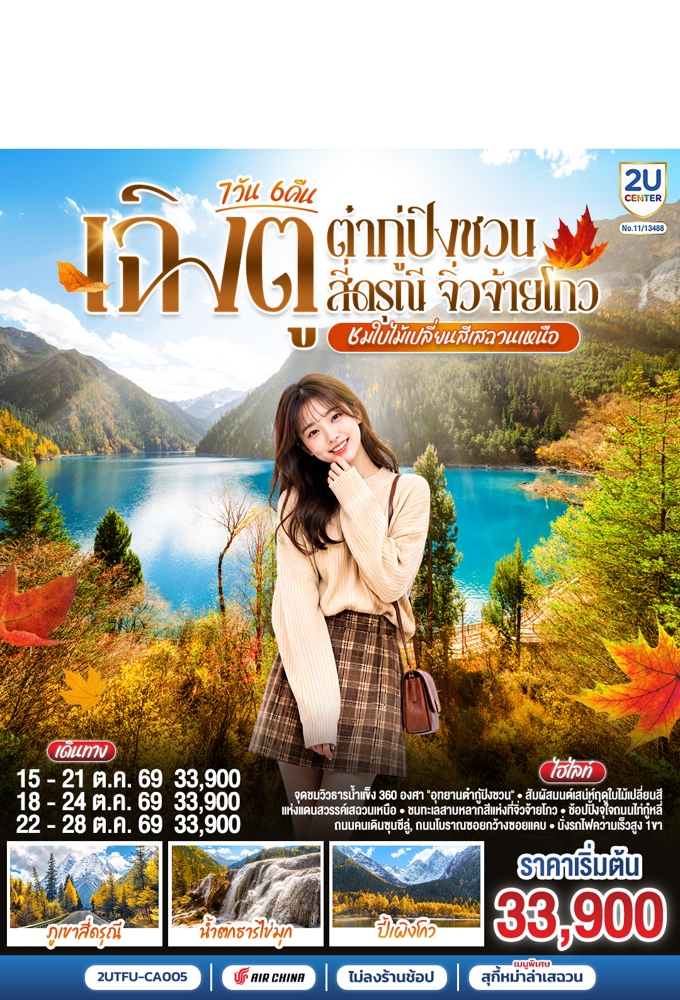 2U
CENTER
No.11/13488
7วัน 6คืน
เฉิงตู
ต๋ากู่ปิงชวน
สี่ดรุณี จิ่วจ้ายโกว
ชมใบไม้เปลี่ยนสีเสฉวนเหนือ
เดินทาง
15 - 21 ต.ค. 69 33,900
18 - 24 ต.ค. 69 33,900
22 - 28 ต.ค. 69 33,900
ไฮไลท์
จุดชมวิวธารน้ำแข็ง 360 องศา "อุทยานต๋ากู่ปิงชวน" • สัมผัสมนต์เสน่ห์ฤดูใบไม้เปลี่ยนสี
แห่งแดนสวรรค์เสฉวนเหนือ • ชมทะเลสาบหลากสีแห่งที่จิ่วจ้ายโกว • ช้อปปิ้งจุใจถนนไท่กู๋หลี่
ถนนคนเดินชุนซีลู่, ถนนโบราณซอยกว้างซอยแคบ • นั่งรถไฟความเร็วสูง 1ขา
ภูเขาสี่ดรุณี
น้ำตกธารไข่มุก
ปี้เผิงโกว
ราคาเริ่มต้น
33,900
2UTFU-CA005
AIR CHINA
ไม่ลงร้านช้อป
เมนูพิเศษ
สุกี้หม่าล่าเสฉวน